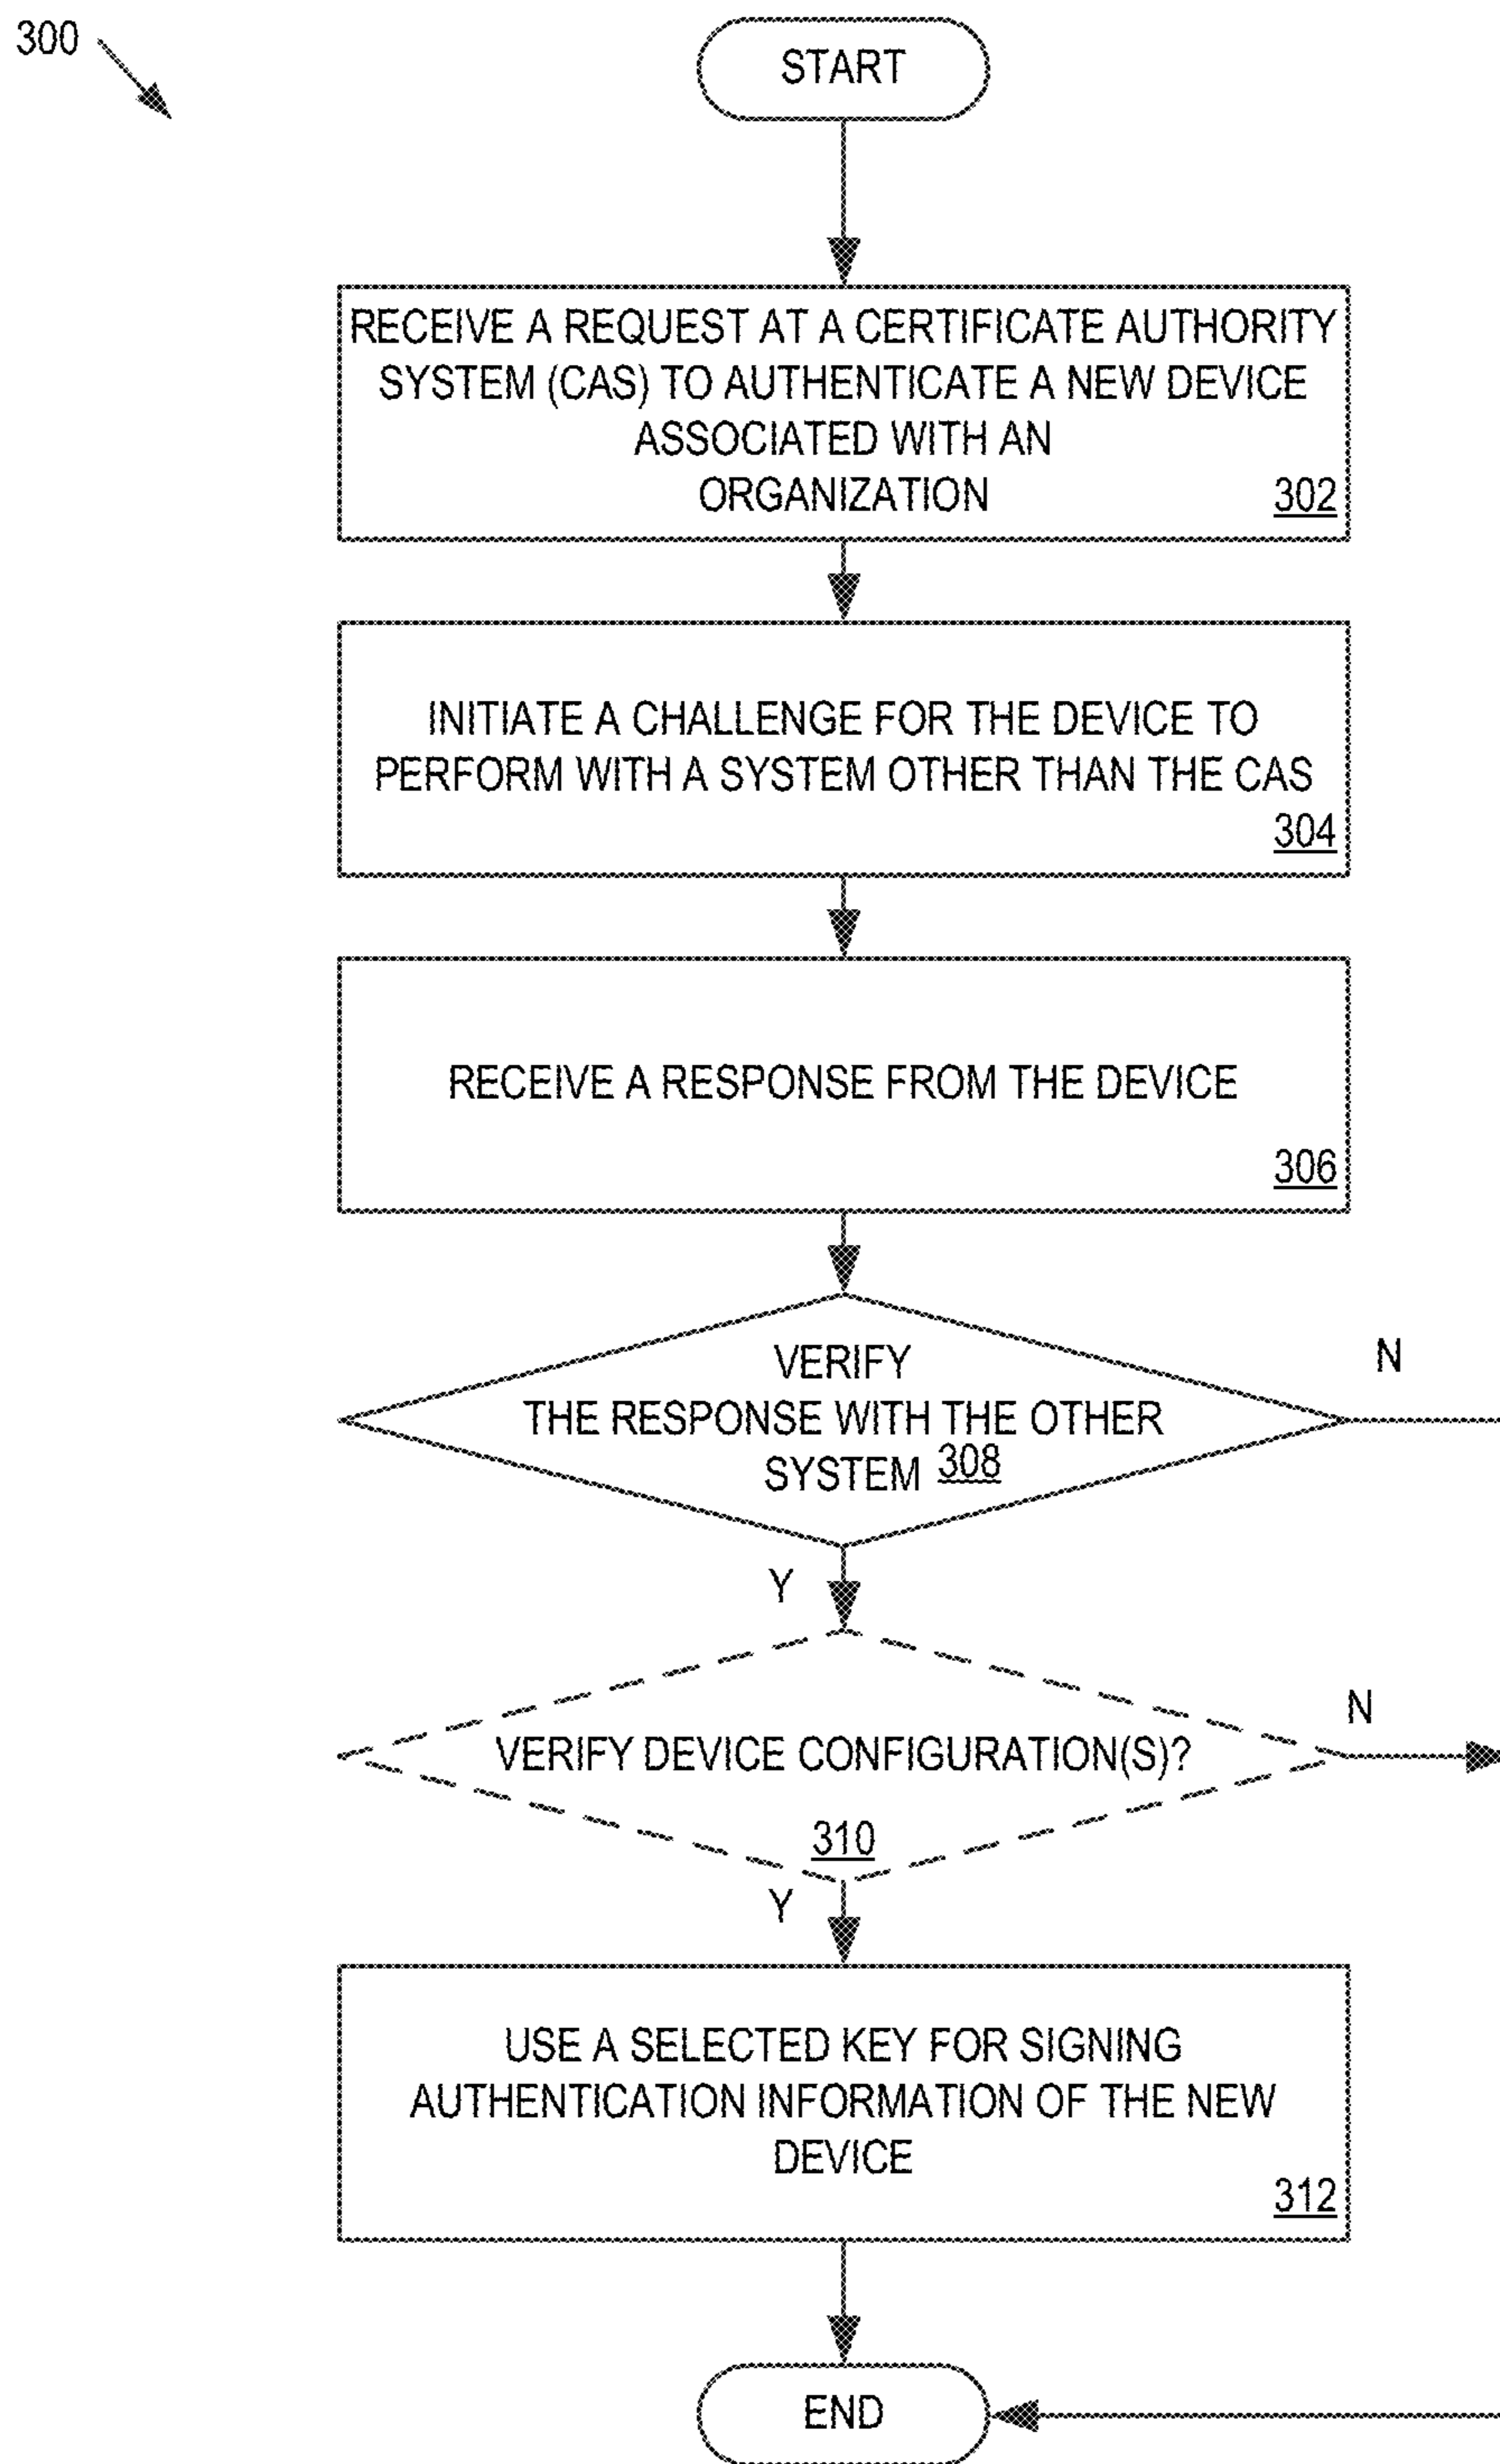 300
START
RECEIVE A REQUEST AT A CERTIFICATE AUTHORITY
SYSTEM (CAS) TO AUTHENTICATE A NEW DEVICE
ASSOCIATED WITH AN
ORGANIZATION
302
INITIATE A CHALLENGE FOR THE DEVICE TO
PERFORM WITH A SYSTEM OTHER THAN THE CAS
304
RECEIVE A RESPONSE FROM THE DEVICE
306
VERIFY
THE RESPONSE WITH THE OTHER
SYSTEM 308
N
Y
VERIFY DEVICE CONFIGURATION(S)?
310
N
Y
USE A SELECTED KEY FOR SIGNING
AUTHENTICATION INFORMATION OF THE NEW
DEVICE
312
END